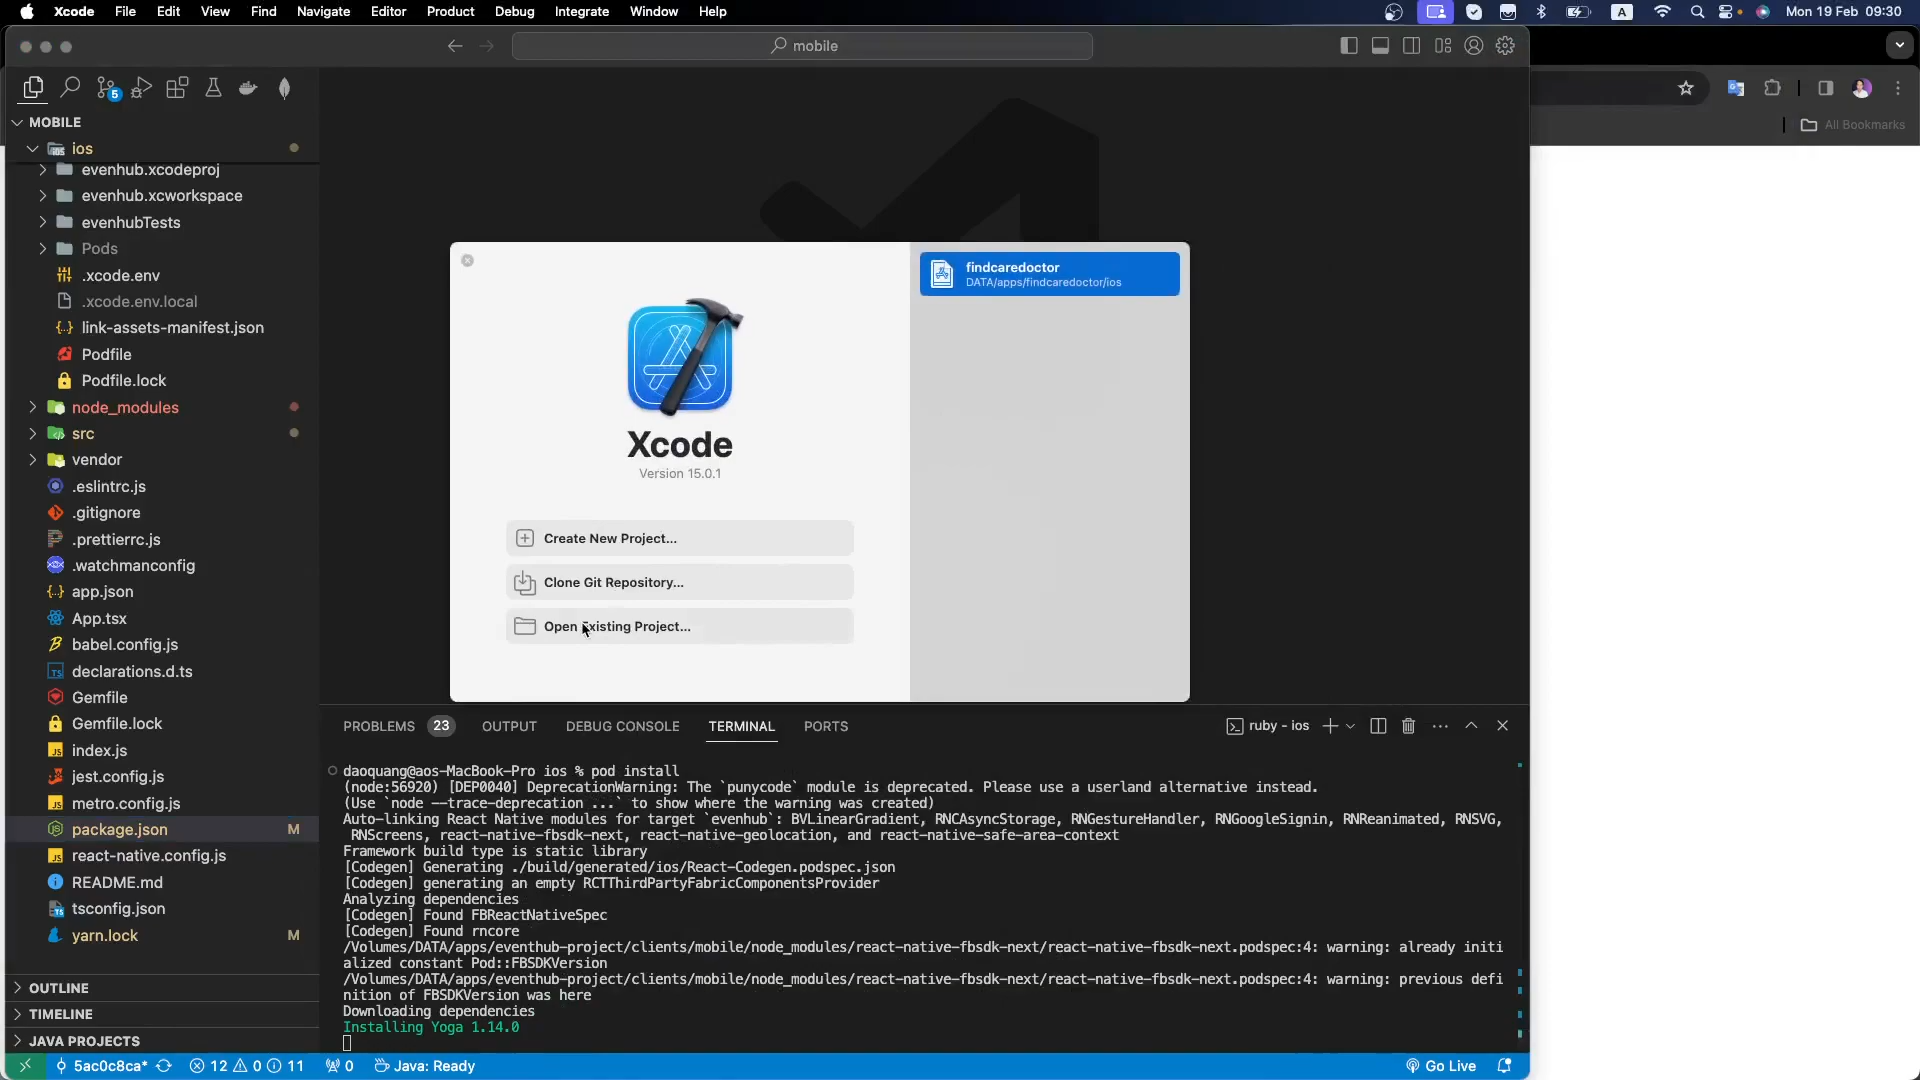 Xcode File Edit View Find Navigate Editor Product Debug Integrate Window Help
A Mon 19 Feb 09:30
mobile
All Bookmarks
5
MOBILE
ios
evenhub.xcodeproj
evenhub.xcworkspace
evenhubTests
Pods
.xcode.env
.xcode.env.local
link-assets-manifest.json
Podfile
Podfile.lock
node_modules
src
vendor
.eslintrc.js
.gitignore
.prettierrc.js
.watchmanconfig
app.json
App.tsx
babel.config.js
declarations.d.ts
Gemfile
Gemfile.lock
index.js
jest.config.js
metro.config.js
package.json M
react-native.config.js
README.md
tsconfig.json
yarn.lock M
OUTLINE
TIMELINE
JAVA PROJECTS
Xcode
Version 15.0.1
Create New Project...
Clone Git Repository...
Open Existing Project...
findcaredoctor
DATA/apps/findcaredoctor/ios
PROBLEMS 23 OUTPUT DEBUG CONSOLE TERMINAL PORTS
ruby - ios
daoquang@aos-MacBook-Pro ios % pod install
(node:56920) [DEP0040] DeprecationWarning: The `punycode` module is deprecated. Please use a userland alternative instead.
(Use `node --trace-deprecation ...` to show where the warning was created)
Auto-linking React Native modules for target `evenhub`: BVLinearGradient, RNCAsyncStorage, RNGestureHandler, RNGoogleSignin, RNReanimated, RNSVG,
RNScreens, react-native-fbsdk-next, react-native-geolocation, and react-native-safe-area-context
Framework build type is static library
[Codegen] Generating ./build/generated/ios/React-Codegen.podspec.json
[Codegen] generating an empty RCTThirdPartyFabricComponentsProvider
Analyzing dependencies
[Codegen] Found FBReactNativeSpec
[Codegen] Found rncore
/Volumes/DATA/apps/eventhub-project/clients/mobile/node_modules/react-native-fbsdk-next/react-native-fbsdk-next.podspec:4: warning: already initi
alized constant Pod::FBSDKVersion
/Volumes/DATA/apps/eventhub-project/clients/mobile/node_modules/react-native-fbsdk-next/react-native-fbsdk-next.podspec:4: warning: previous defi
nition of FBSDKVersion was here
Downloading dependencies
Installing Yoga 1.14.0
5ac0c8ca* 12 0 11 0 Java: Ready
Go Live